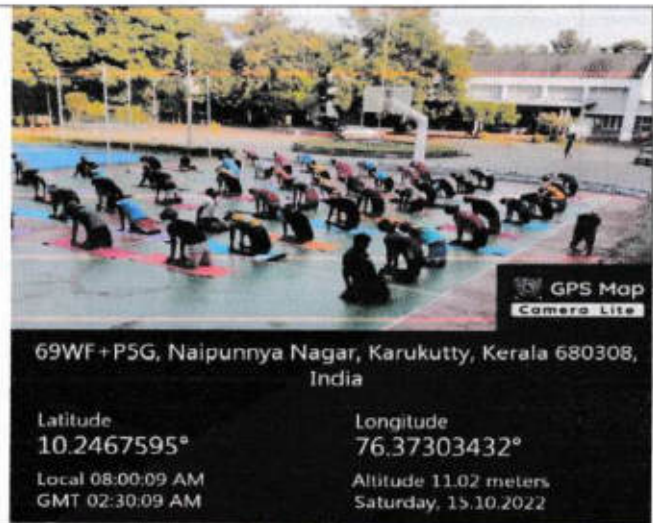 GPS Map
Camera Lite
69WF+P5G, Naipunnya Nagar, Karukutty, Kerala 680308,
India
Latitude
10.2467595°
Longitude
76.37303432°
Local 08:00:09 AM
GMT 02:30:09 AM
Altitude 11.02 meters
Saturday, 15.10.2022